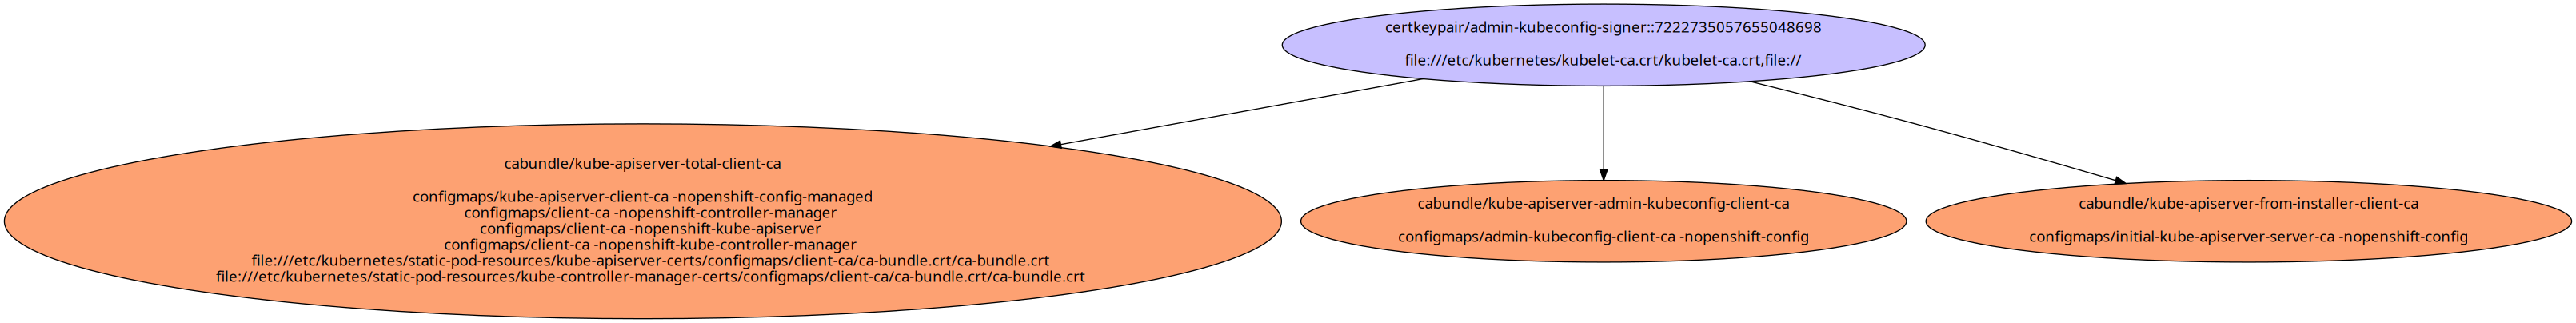 certkeypair/admin-kubeconfig-signer::7222735057655048698
file:///etc/kubernetes/kubelet-ca.crt/kubelet-ca.crt,file://
cabundle/kube-apiserver-total-client-ca
configmaps/kube-apiserver-client-ca -nopenshift-config-managed
configmaps/client-ca -nopenshift-controller-manager
configmaps/client-ca -nopenshift-kube-apiserver
configmaps/client-ca -nopenshift-kube-controller-manager
file:///etc/kubernetes/static-pod-resources/kube-apiserver-certs/configmaps/client-ca/ca-bundle.crt/ca-bundle.crt
file:///etc/kubernetes/static-pod-resources/kube-controller-manager-certs/configmaps/client-ca/ca-bundle.crt/ca-bundle.crt
cabundle/kube-apiserver-admin-kubeconfig-client-ca
configmaps/admin-kubeconfig-client-ca -nopenshift-config
cabundle/kube-apiserver-from-installer-client-ca
configmaps/initial-kube-apiserver-server-ca -nopenshift-config